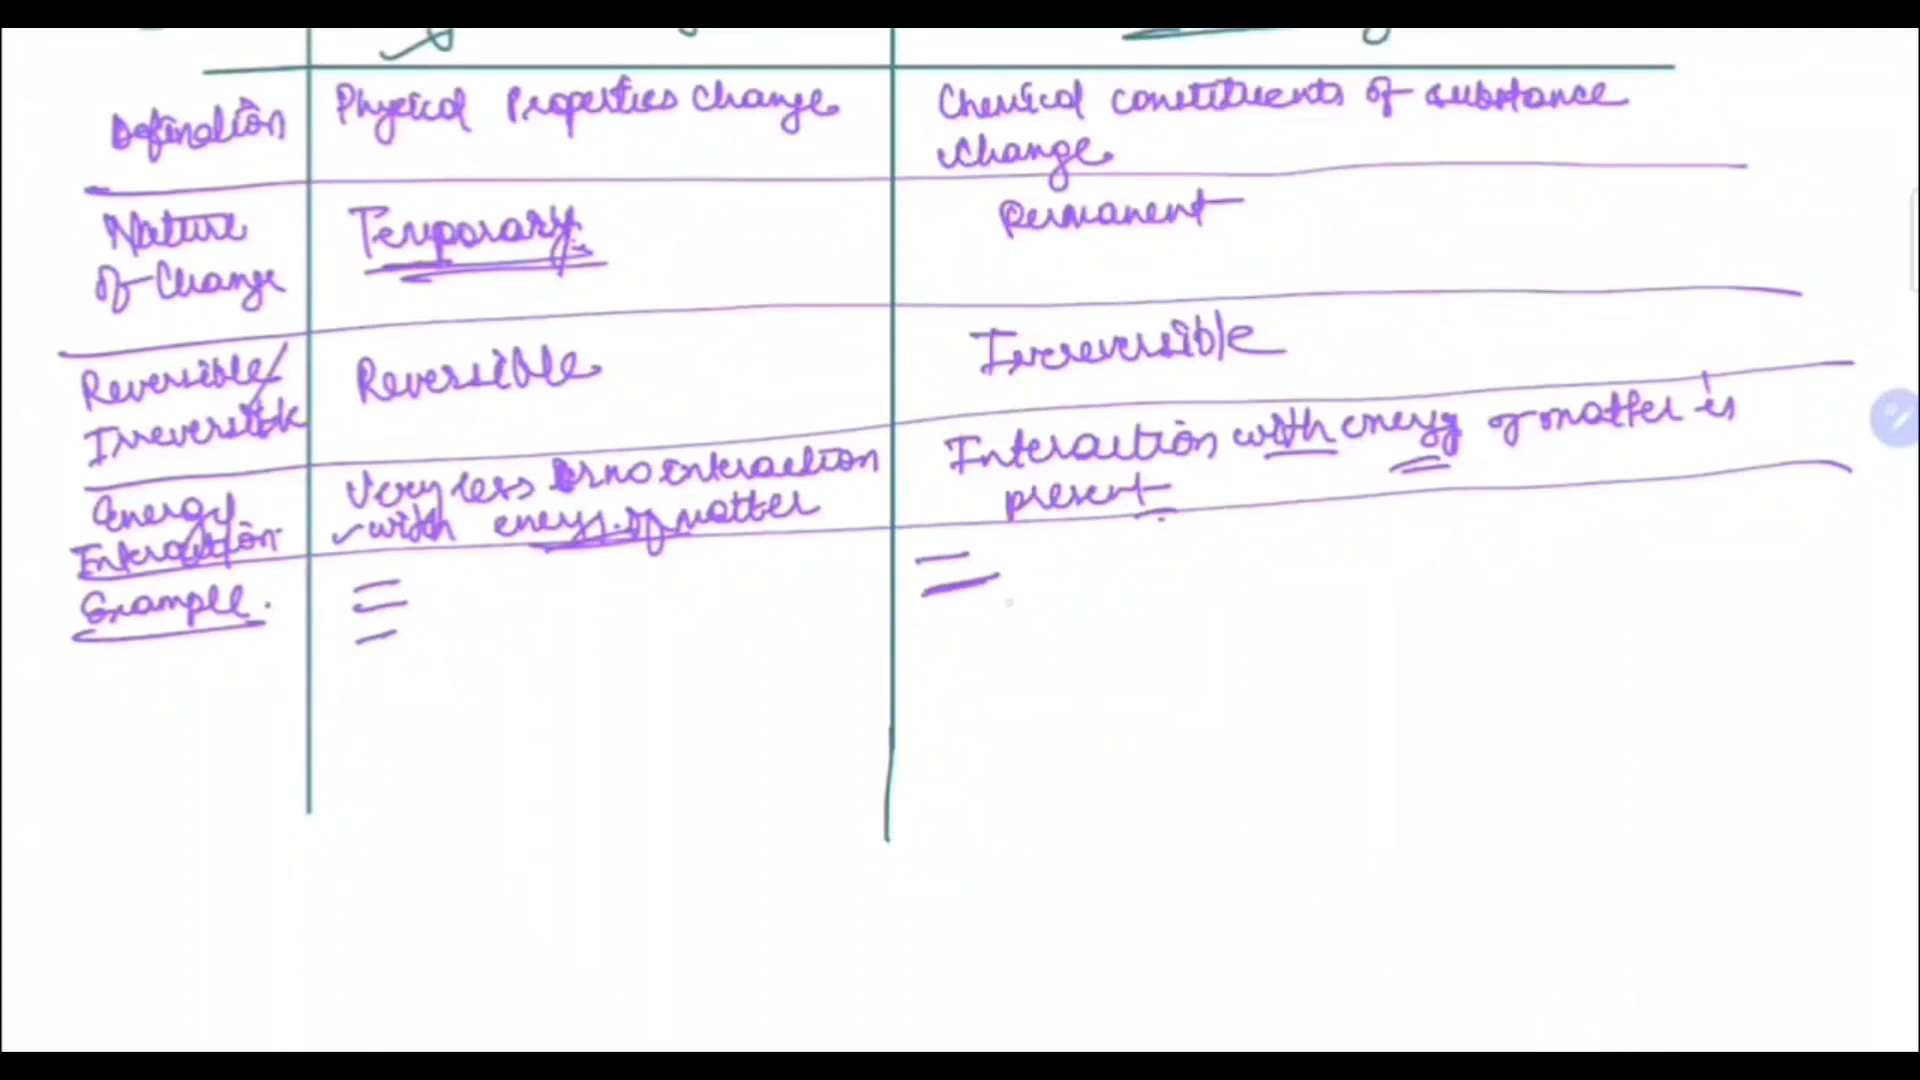 Defination
Physical Properties Change
Chemical constituents of substance
change.
Nature
Of Change
Temporary
Permanent
Reversible/
Irreversible
Reversible
Irreversible
Energy
Interaction
Very less or no interaction
with energy of matter
Interaction with energy of matter is
present
Example.